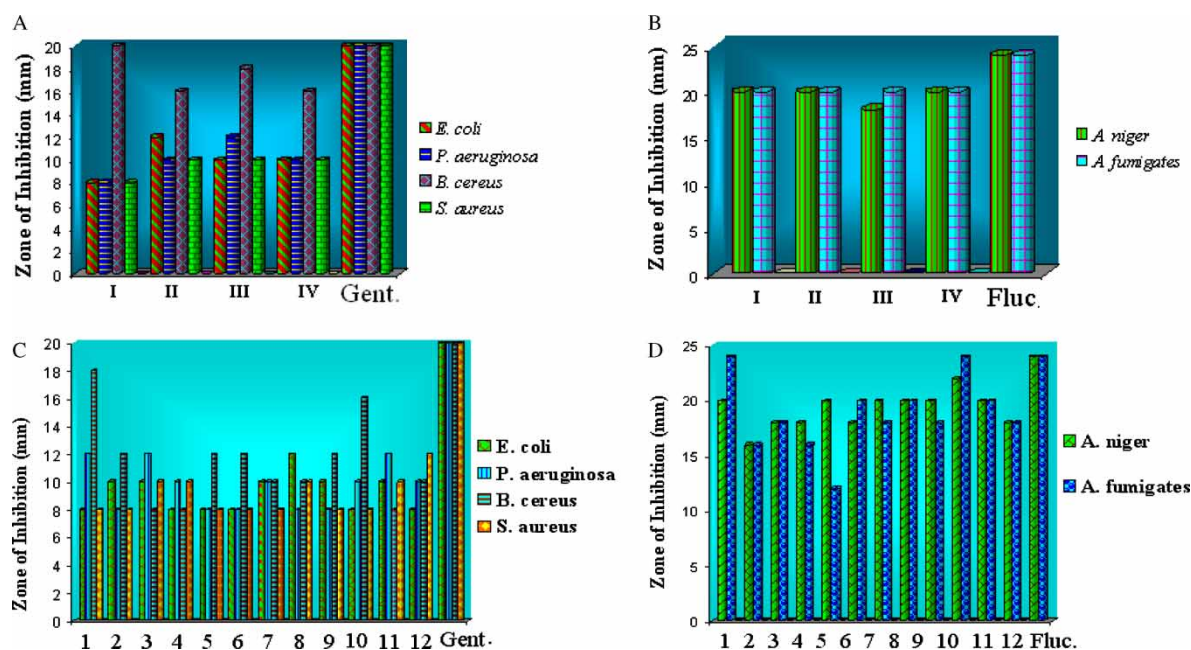 A
Zone of Inhibition (mm)
20
18
16
14
12
10
8
6
4
2
0
I II III IV Gent.
E. coli
P. aeruginosa
B. cereus
S. aureus
B
Zone of Inhibition (mm)
25
20
15
10
5
0
I II III IV Fluc.
A niger
A fumigates
C
Zone of Inhibition (mm)
20
18
16
14
12
10
8
6
4
2
0
1 2 3 4 5 6 7 8 9 10 11 12 Gent.
E. coli
P. aeruginosa
B. cereus
S. aureus
D
Zone of Inhibition (mm)
25
20
15
10
5
0
1 2 3 4 5 6 7 8 9 10 11 12 Fluc.
A. niger
A. fumigates